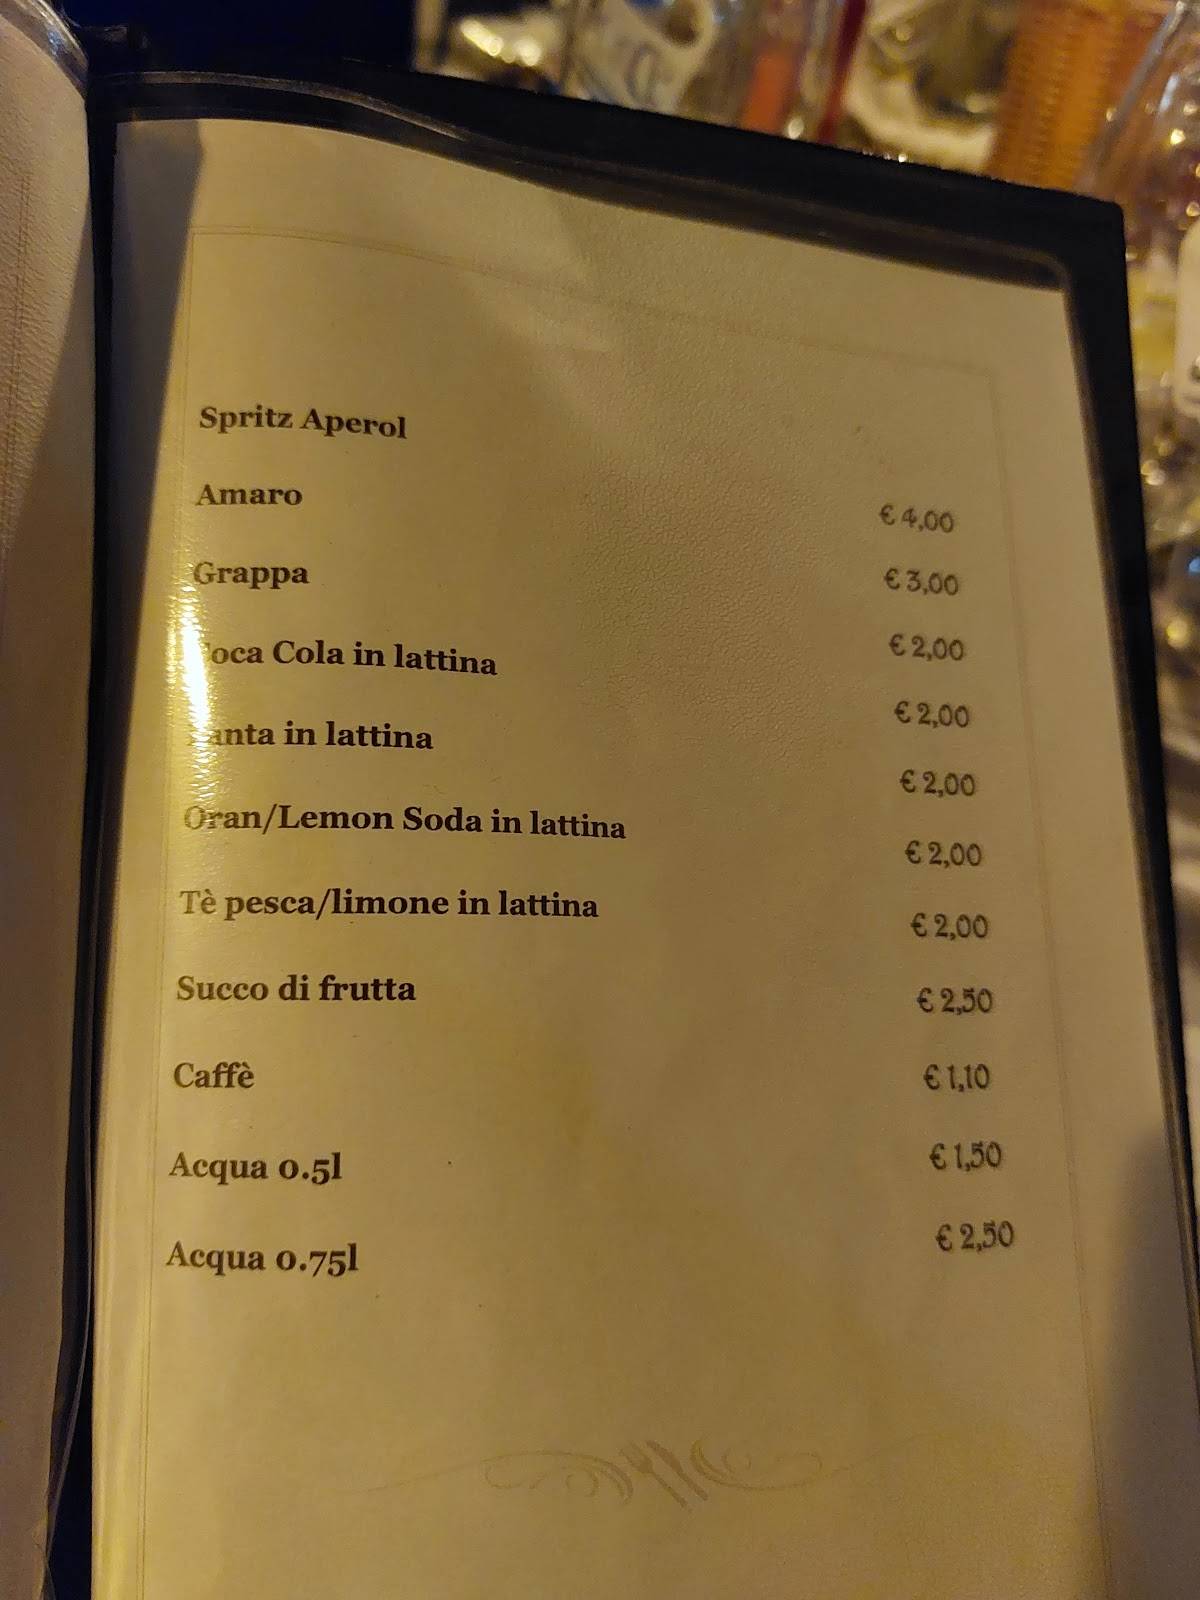 Spritz Aperol € 4,00
Amaro € 3,00
Grappa € 2,00
Coca Cola in lattina € 2,00
Fanta in lattina € 2,00
Oran/Lemon Soda in lattina € 2,00
Tè pesca/limone in lattina € 2,00
Succo di frutta € 2,50
Caffè € 1,10
Acqua 0.5l € 1,50
Acqua 0.75l € 2,50